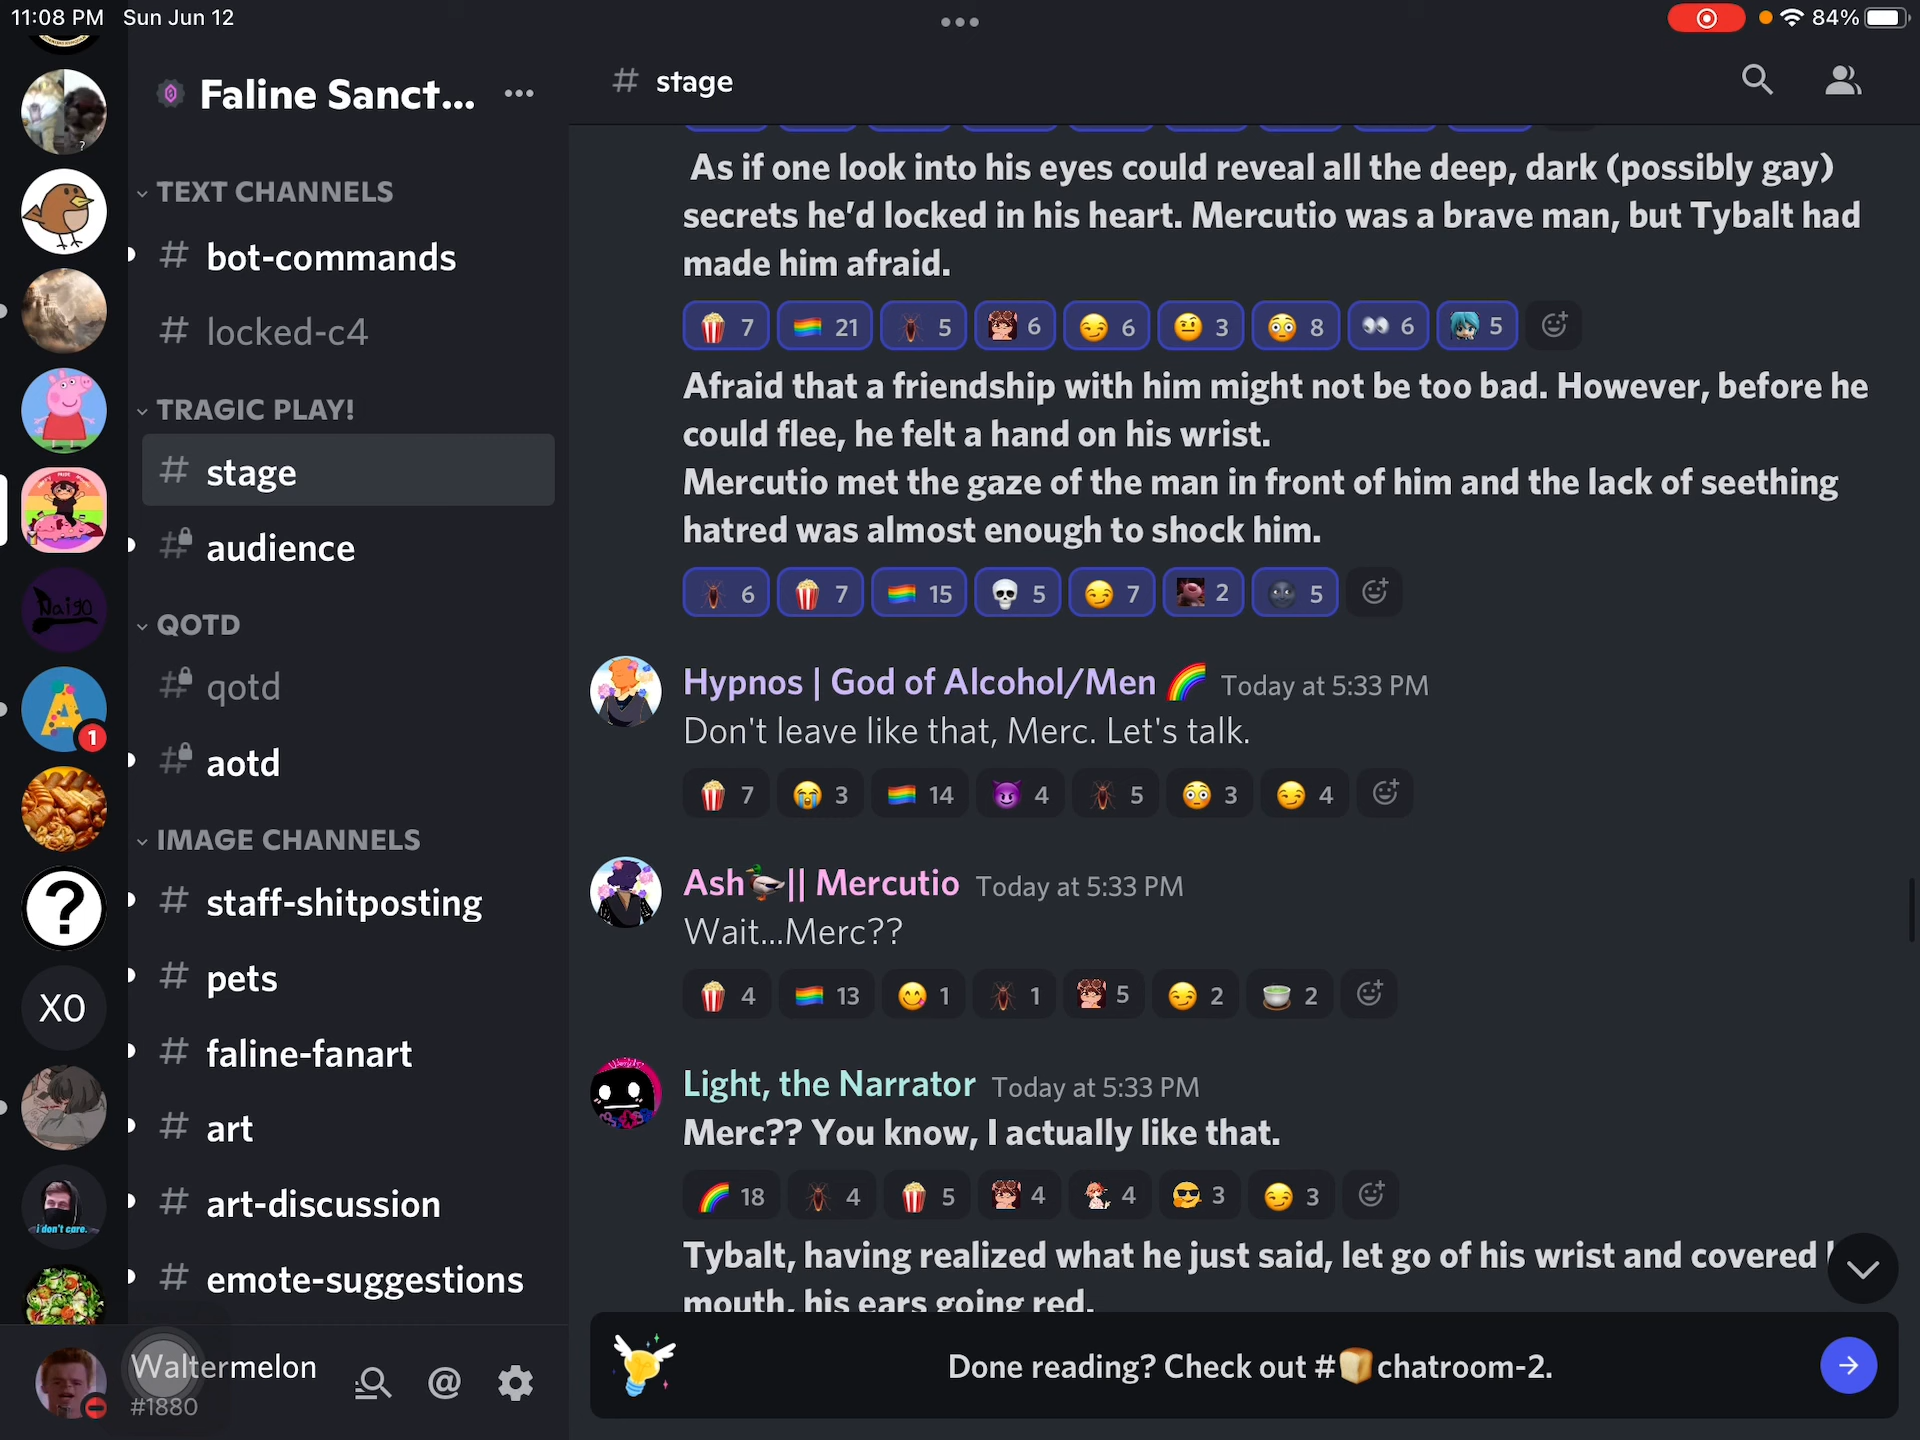 11:08 PM Sun Jun 12
84%
Faline Sanct...
# stage
TEXT CHANNELS
# bot-commands
# locked-c4
TRAGIC PLAY!
# stage
# audience
QOTD
# qotd
# aotd
IMAGE CHANNELS
# staff-shitposting
# pets
# faline-fanart
# art
# art-discussion
# emote-suggestions
?
Naigo
A
1
?
XO
i don't care.
Waltermelon
#1880
@
As if one look into his eyes could reveal all the deep, dark (possibly gay)
secrets he'd locked in his heart. Mercutio was a brave man, but Tybalt had
made him afraid.
7 21 5 6 6 3 8 6 5
Afraid that a friendship with him might not be too bad. However, before he
could flee, he felt a hand on his wrist.
Mercutio met the gaze of the man in front of him and the lack of seething
hatred was almost enough to shock him.
6 7 15 5 7 2 5
Hypnos | God of Alcohol/Men 🌈 Today at 5:33 PM
Don't leave like that, Merc. Let's talk.
7 3 14 4 5 3 4
Ash🦆|| Mercutio Today at 5:33 PM
Wait...Merc??
4 13 1 1 5 2 2
Light, the Narrator Today at 5:33 PM
Merc?? You know, I actually like that.
18 4 5 4 4 3 3
Tybalt, having realized what he just said, let go of his wrist and covered
mouth, his ears going red.
Done reading? Check out #🍞chatroom-2.